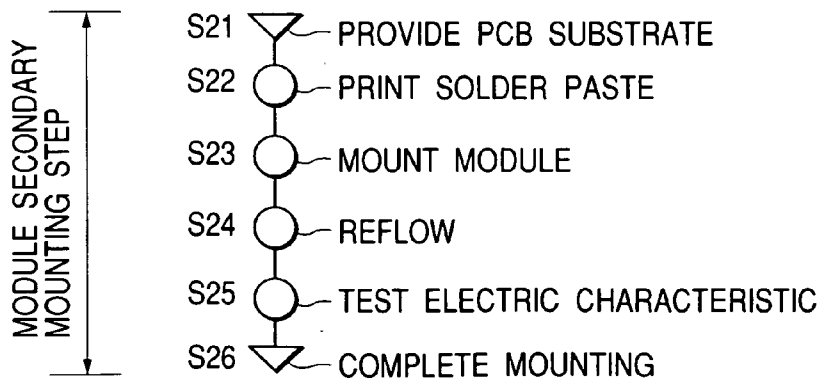 MODULE SECONDARY
MOUNTING STEP
S21 PROVIDE PCB SUBSTRATE
S22 PRINT SOLDER PASTE
S23 MOUNT MODULE
S24 REFLOW
S25 TEST ELECTRIC CHARACTERISTIC
S26 COMPLETE MOUNTING